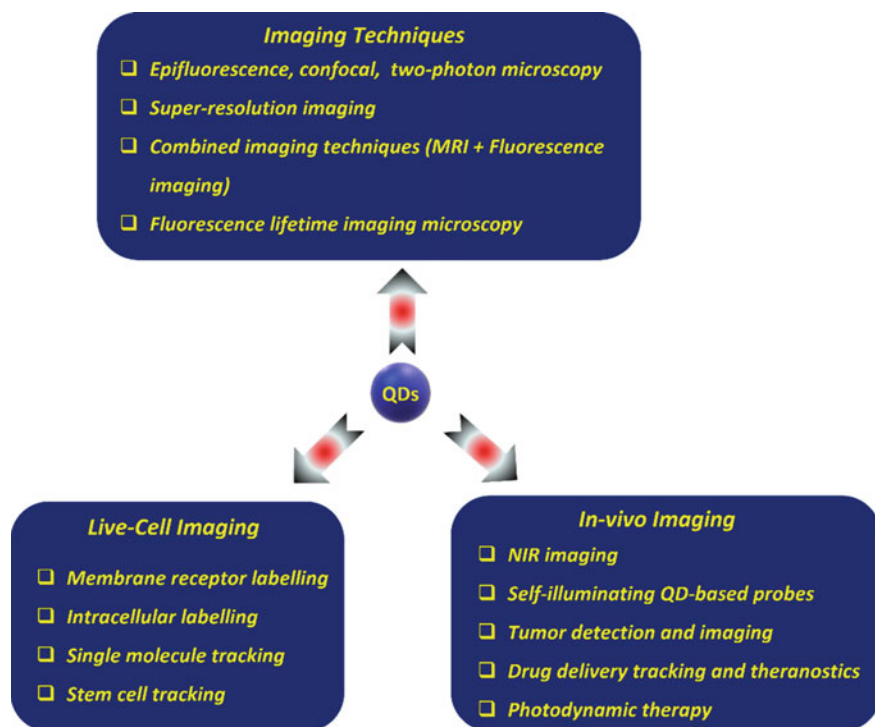 Imaging Techniques
❑ Epifluorescence, confocal, two-photon microscopy
❑ Super-resolution imaging
❑ Combined imaging techniques (MRI + Fluorescence
imaging)
❑ Fluorescence lifetime imaging microscopy
QDs
Live-Cell Imaging
❑ Membrane receptor labelling
❑ Intracellular labelling
❑ Single molecule tracking
❑ Stem cell tracking
In-vivo Imaging
❑ NIR imaging
❑ Self-illuminating QD-based probes
❑ Tumor detection and imaging
❑ Drug delivery tracking and theranostics
❑ Photodynamic therapy